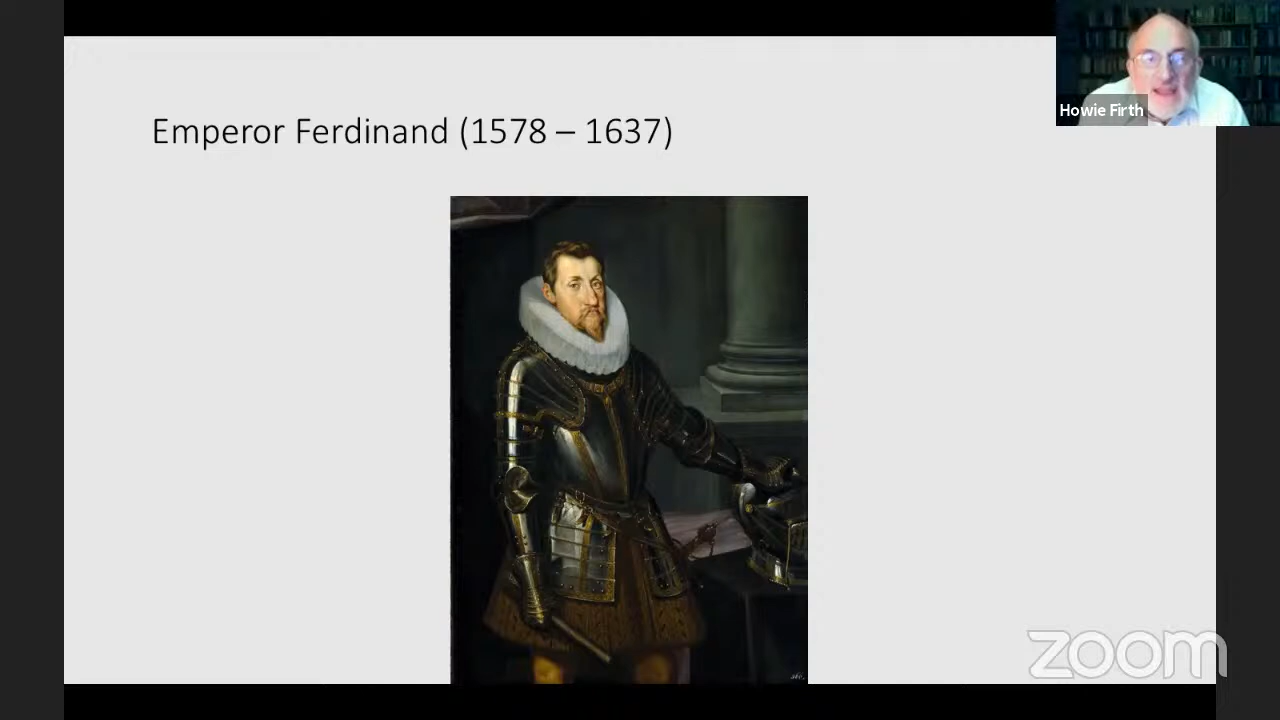 Emperor Ferdinand (1578 – 1637)
Howie Firth
zoom